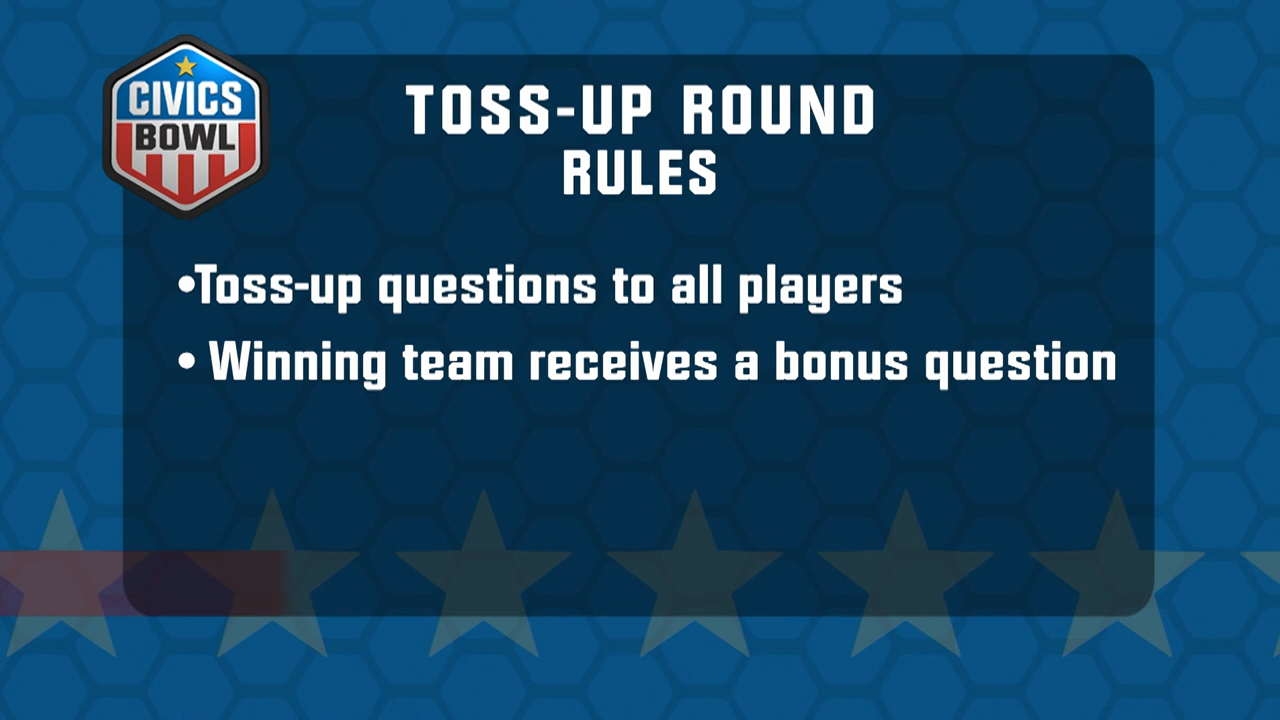 CIVICS
BOWL
TOSS-UP ROUND
RULES
•Toss-up questions to all players
• Winning team receives a bonus question